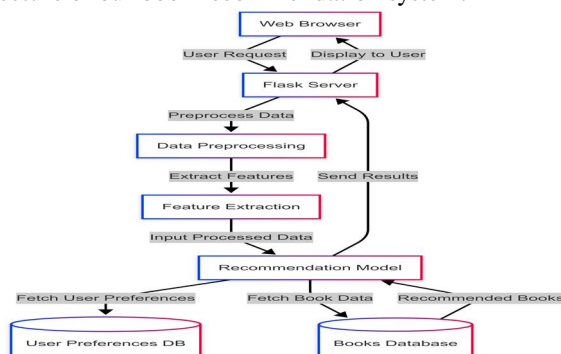 Web Browser
User Request
Display to User
Flask Server
Preprocess Data
Data Preprocessing
Extract Features
Send Results
Feature Extraction
Input Processed Data
Recommendation Model
Fetch User Preferences
Fetch Book Data
Recommended Books
User Preferences DB
Books Database